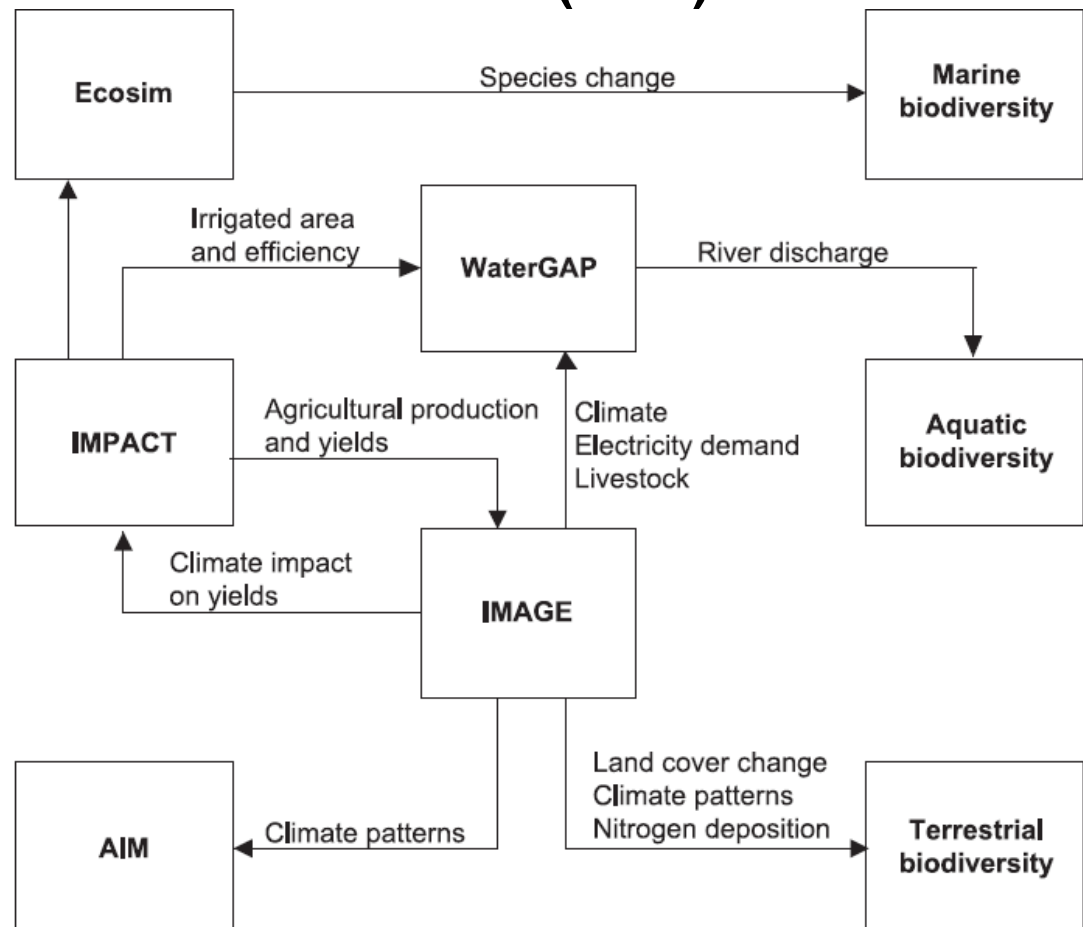 Ecosim
Species change
Marine
biodiversity
Irrigated area
and efficiency
WaterGAP
River discharge
IMPACT
Agricultural production
and yields
Climate
Electricity demand
Livestock
Aquatic
biodiversity
Climate impact
on yields
IMAGE
AIM
Climate patterns
Land cover change
Climate patterns
Nitrogen deposition
Terrestrial
biodiversity